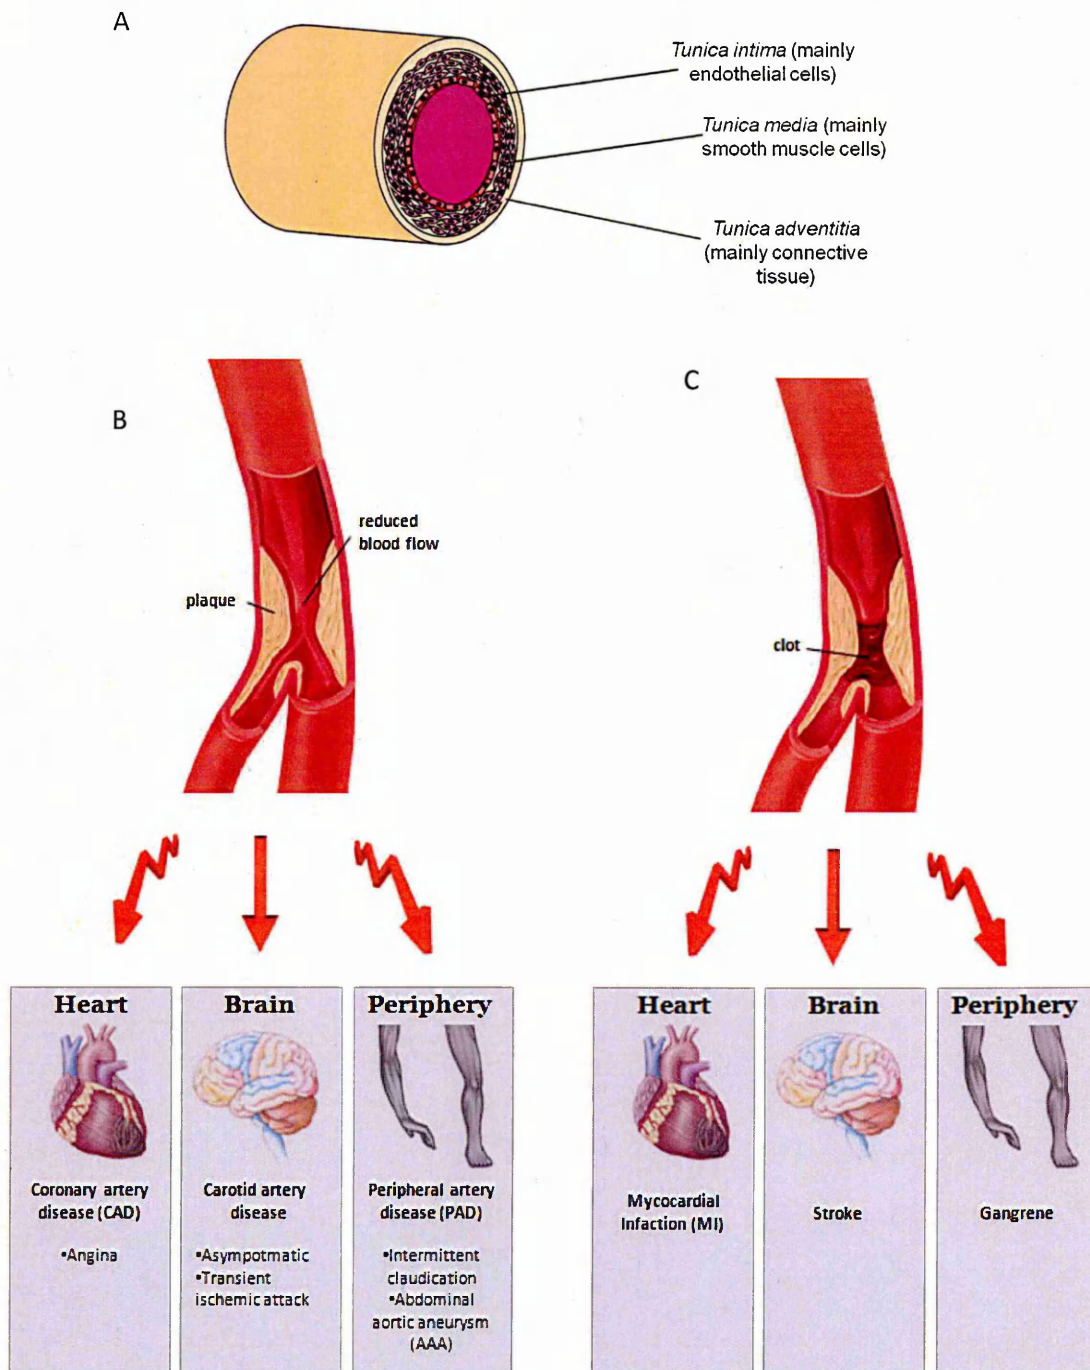 A
Tunica intima (mainly
endothelial cells)
Tunica media (mainly
smooth muscle cells)
Tunica adventitia
(mainly connective
tissue)
B
reduced
blood flow
plaque
C
clot
Heart
Coronary artery
disease (CAD)
•Angina
Brain
Carotid artery
disease
•Asympotmatic
•Transient
ischemic attack
Periphery
Peripheral artery
disease (PAD)
•Intermittent
claudication
•Abdominal
aortic aneurysm
(AAA)
Heart
Mycocardial
Infaction (MI)
Brain
Stroke
Periphery
Gangrene